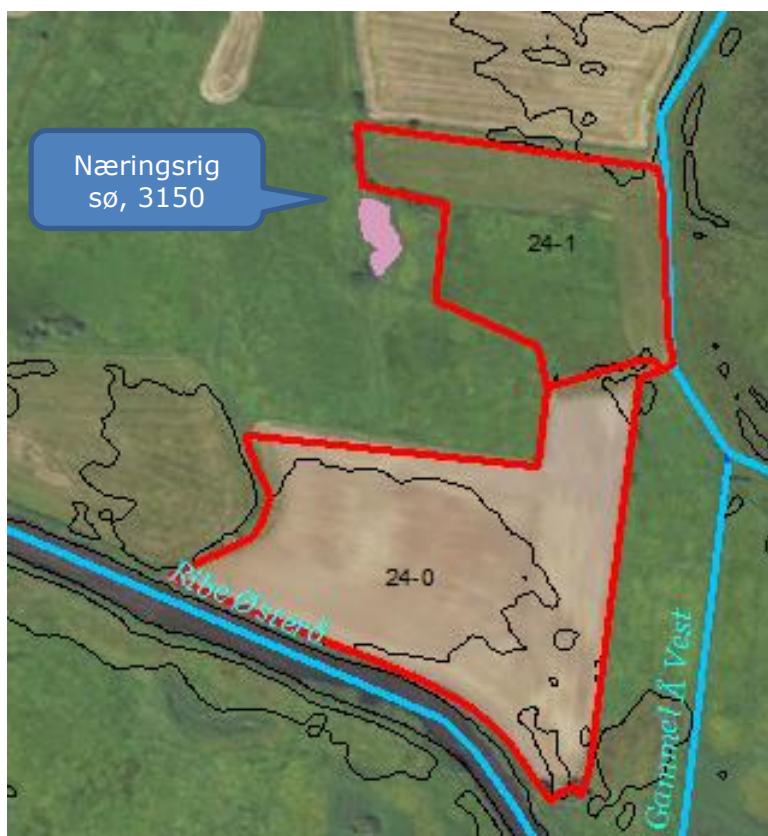 Næringsrig
sø, 3150
24-1
24-0
Ribe Østerå
Gammel Å Vest